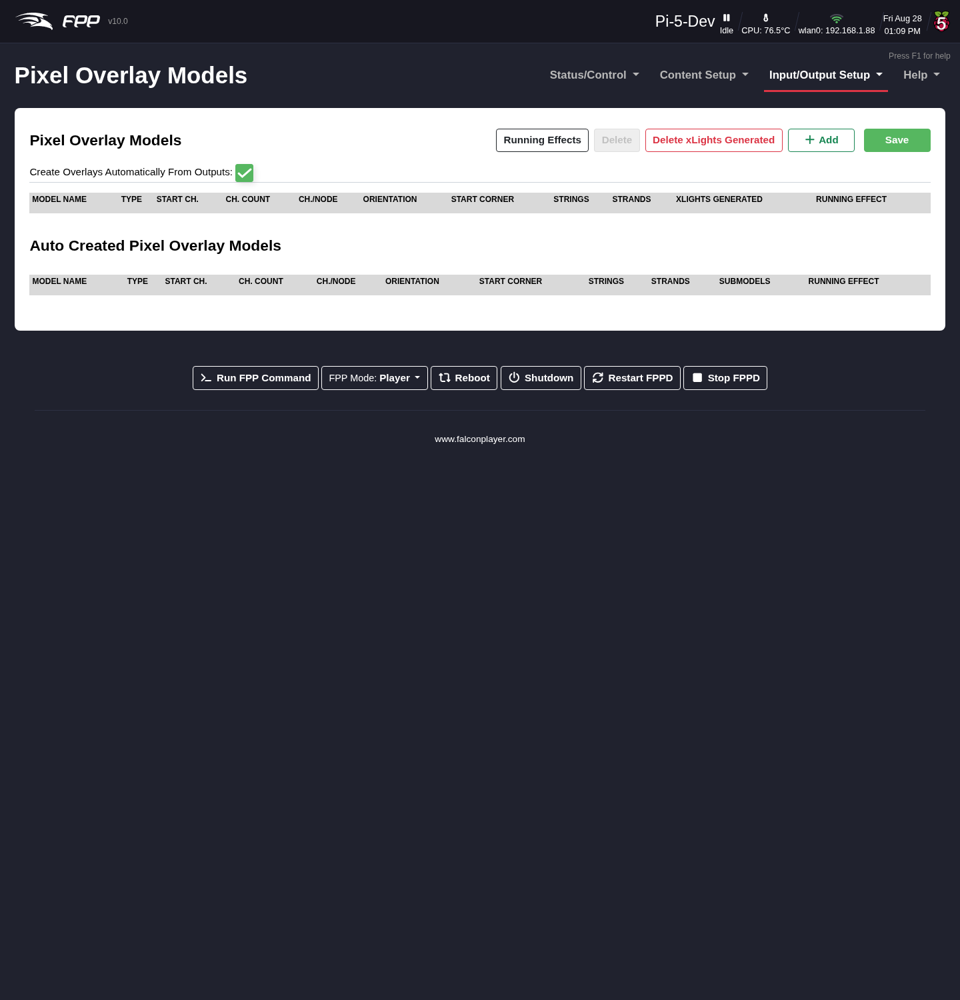 FPP v10.0
Pi-5-Dev
Idle
CPU: 76.5°C
wlan0: 192.168.1.88
Fri Aug 28
01:09 PM
5
Press F1 for help
Pixel Overlay Models
Status/Control
Content Setup
Input/Output Setup
Help
Pixel Overlay Models
Running Effects
Delete
Delete xLights Generated
Add
Save
Create Overlays Automatically From Outputs:
MODEL NAME TYPE START CH. CH. COUNT CH./NODE ORIENTATION START CORNER STRINGS STRANDS XLIGHTS GENERATED RUNNING EFFECT
Auto Created Pixel Overlay Models
MODEL NAME TYPE START CH. CH. COUNT CH./NODE ORIENTATION START CORNER STRINGS STRANDS SUBMODELS RUNNING EFFECT
Run FPP Command
FPP Mode: Player
Reboot
Shutdown
Restart FPPD
Stop FPPD
www.falconplayer.com